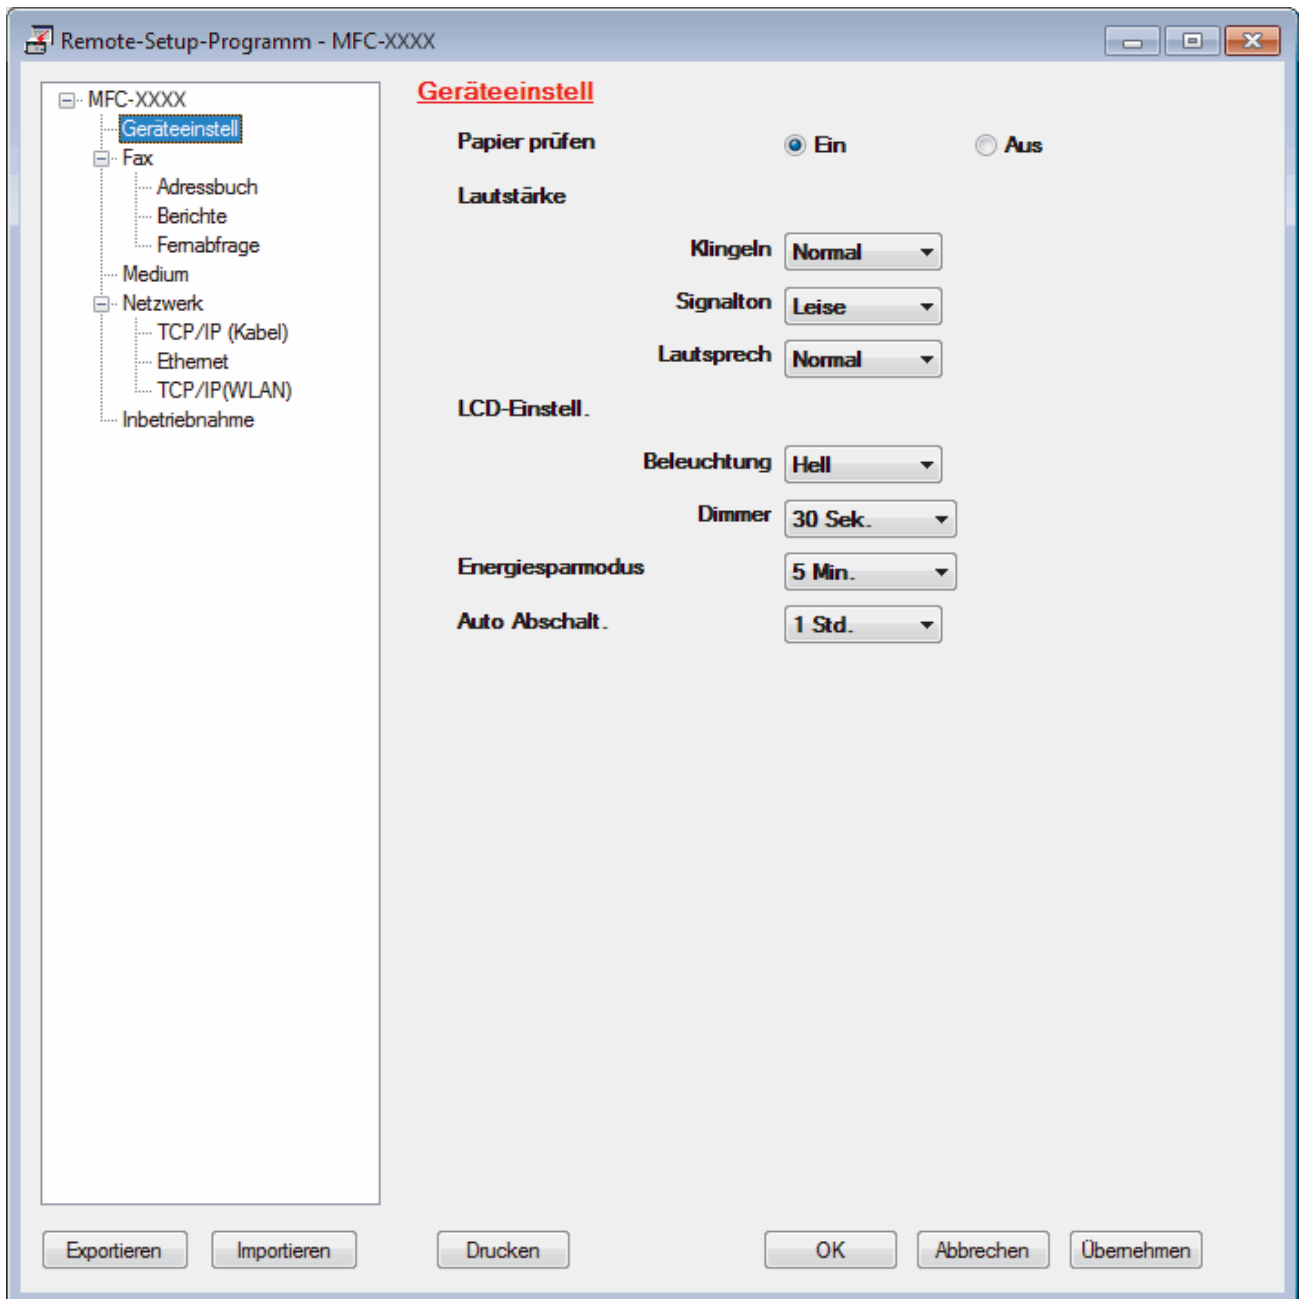 Remote-Setup-Programm - MFC-XXXX
MFC-XXXX
Geräteeinstell
Fax
Adressbuch
Berichte
Fernabfrage
Medium
Netzwerk
TCP/IP (Kabel)
Ethernet
TCP/IP(WLAN)
Inbetriebnahme
Geräteeinstell
Papier prüfen Ein Aus
Lautstärke
Klingeln Normal
Signalton Leise
Lautsprech Normal
LCD-Einstell.
Beleuchtung Hell
Dimmer 30 Sek.
Energiesparmodus 5 Min.
Auto Abschalt. 1 Std.
Exportieren Importieren Drucken OK Abbrechen Übernehmen